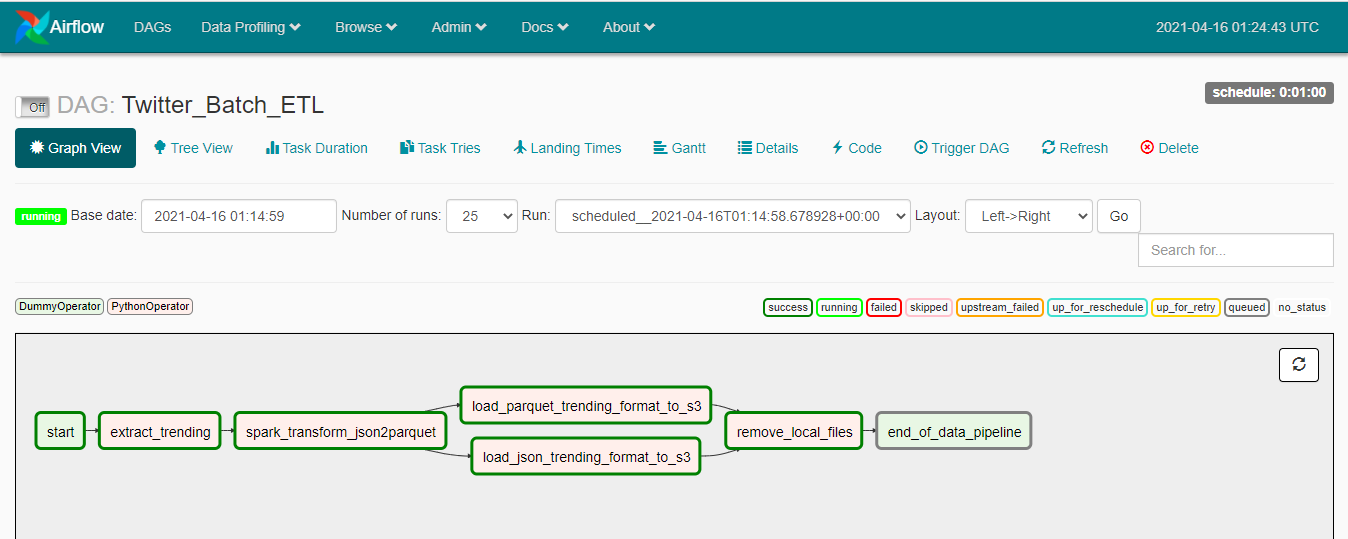 Airflow DAGs Data Profiling Browse Admin Docs About 2021-04-16 01:24:43 UTC
schedule: 0:01:00
Off DAG: Twitter_Batch_ETL
Graph View Tree View Task Duration Task Tries Landing Times Gantt Details Code Trigger DAG Refresh Delete
running Base date: 2021-04-16 01:14:59 Number of runs: 25 Run: scheduled__2021-04-16T01:14:58.678928+00:00 Layout: Left->Right Go
Search for...
DummyOperator PythonOperator success running failed skipped upstream_failed up_for_reschedule up_for_retry queued no_status
load_parquet_trending_format_to_s3
start extract_trending spark_transform_json2parquet remove_local_files end_of_data_pipeline
load_json_trending_format_to_s3